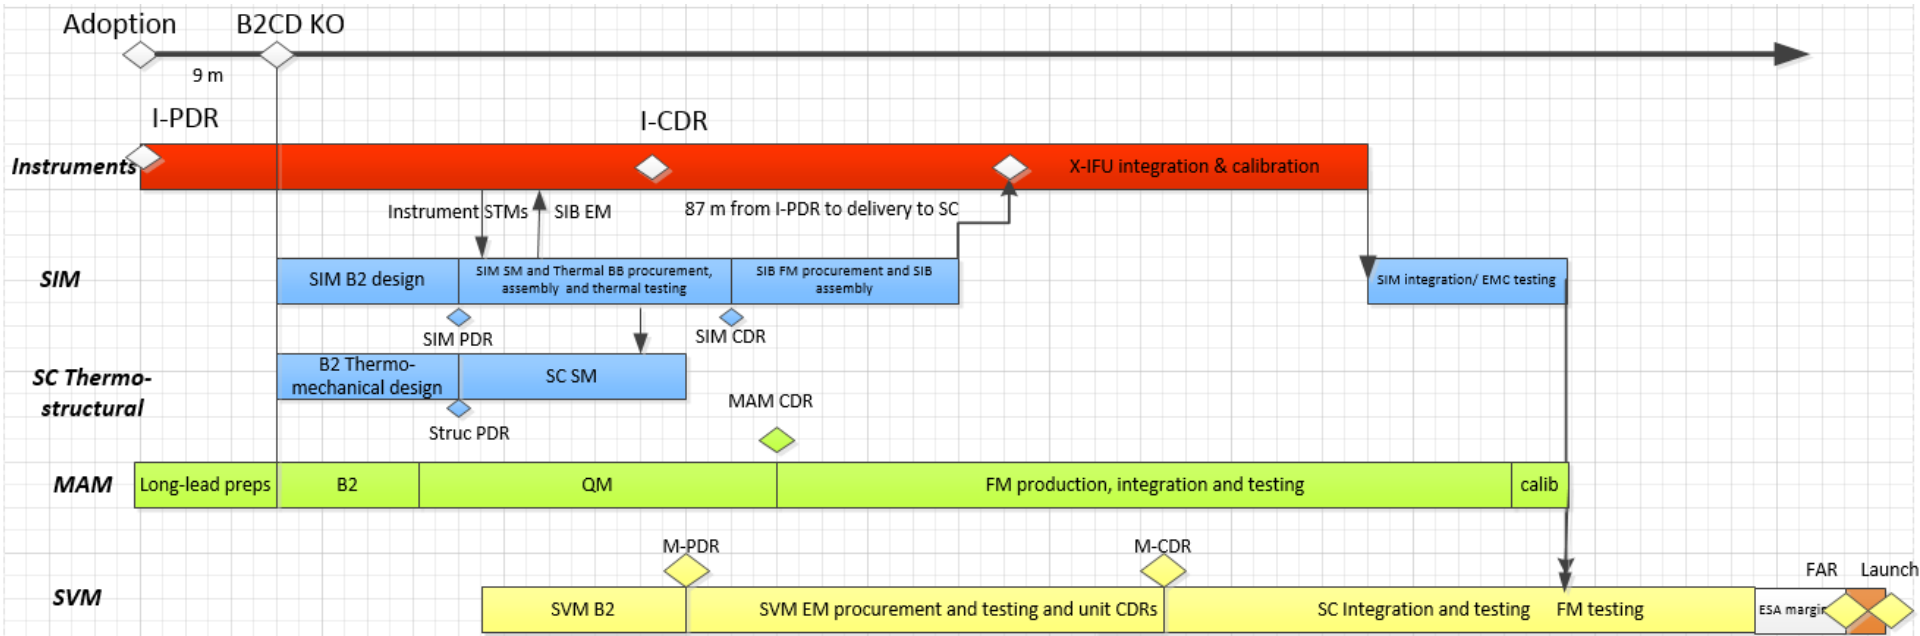 Adoption
B2CD KO
9 m
I-PDR
I-CDR
Instruments
X-IFU integration & calibration
Instrument STMs
SIB EM
87 m from I-PDR to delivery to SC
SIM
SIM B2 design
SIM SM and Thermal BB procurement,
assembly and thermal testing
SIB FM procurement and SIB
assembly
SIM integration/ EMC testing
SIM PDR
SIM CDR
SC Thermo-
structural
B2 Thermo-
mechanical design
SC SM
MAM CDR
Struc PDR
MAM
Long-lead preps
B2
QM
FM production, integration and testing
calib
M-PDR
M-CDR
FAR
Launch
SVM
SVM B2
SVM EM procurement and testing and unit CDRs
SC Integration and testing
FM testing
ESA margin